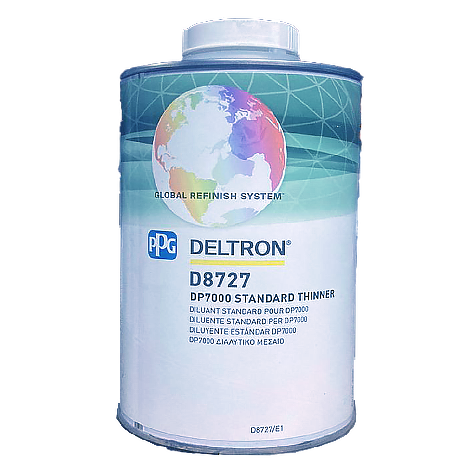 GLOBAL REFINISH SYSTEM™
PPG DELTRON®
D8727
DP7000 STANDARD THINNER
DILUANT STANDARD POUR DP7000
DILUENTE STANDARD PER DP7000
DILUYENTE ESTÁNDAR DP7000
DP7000 ΔΙΑΛΥΤΙΚΟ ΜΕΣΑΙΟ
D8727/E1